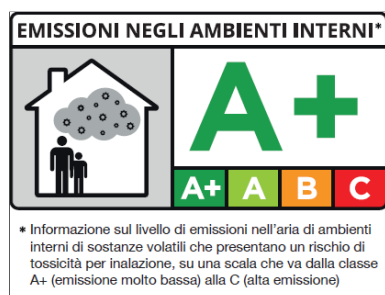 EMISSIONI NEGLI AMBIENTI INTERNI*
A+
A+ A B C
* Informazione sul livello di emissioni nell'aria di ambienti
interni di sostanze volatili che presentano un rischio di
tossicità per inalazione, su una scala che va dalla classe
A+ (emissione molto bassa) alla C (alta emissione)